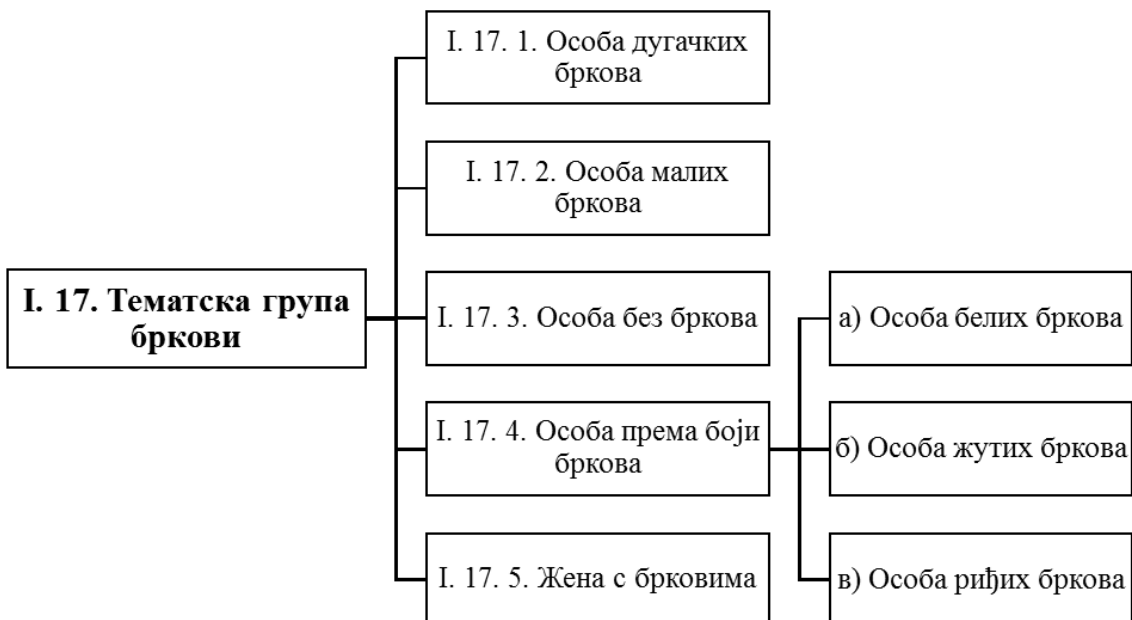 I. 17. Тематска група
бркови
I. 17. 1. Особа дугачких
бркова
I. 17. 2. Особа малих
бркова
I. 17. 3. Особа без бркова
I. 17. 4. Особа према боји
бркова
а) Особа белих бркова
б) Особа жутих бркова
в) Особа риђих бркова
I. 17. 5. Жена с брковима